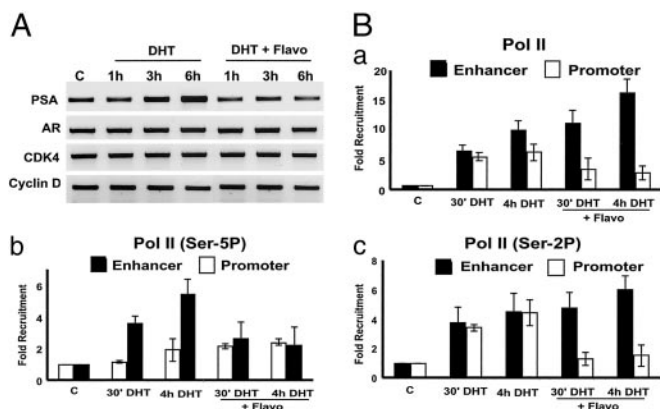 A
DHT DHT + Flavo
C 1h 3h 6h 1h 3h 6h
PSA
AR
CDK4
Cyclin D
B
a Pol II
Enhancer Promoter
Fold Recruitment
20
15
10
5
0
C 30' DHT 4h DHT 30' DHT 4h DHT
+ Flavo
b Pol II (Ser-5P)
Enhancer Promoter
Fold Recruitment
6
4
2
0
C 30' DHT 4h DHT 30' DHT 4h DHT
+ Flavo
c Pol II (Ser-2P)
Enhancer Promoter
Fold Recruitment
8
6
4
2
0
C 30' DHT 4h DHT 30' DHT 4h DHT
+ Flavo